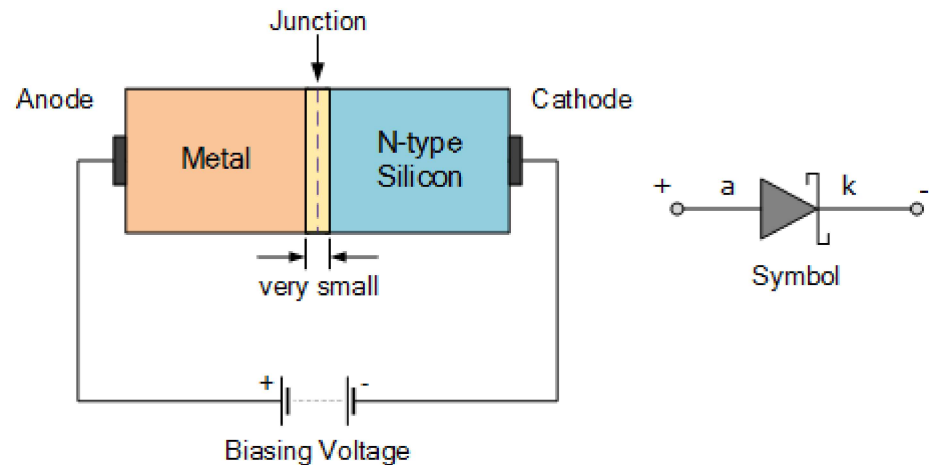 Junction
Anode
Cathode
Metal
N-type
Silicon
very small
+
-
Biasing Voltage
+
a
k
-
Symbol